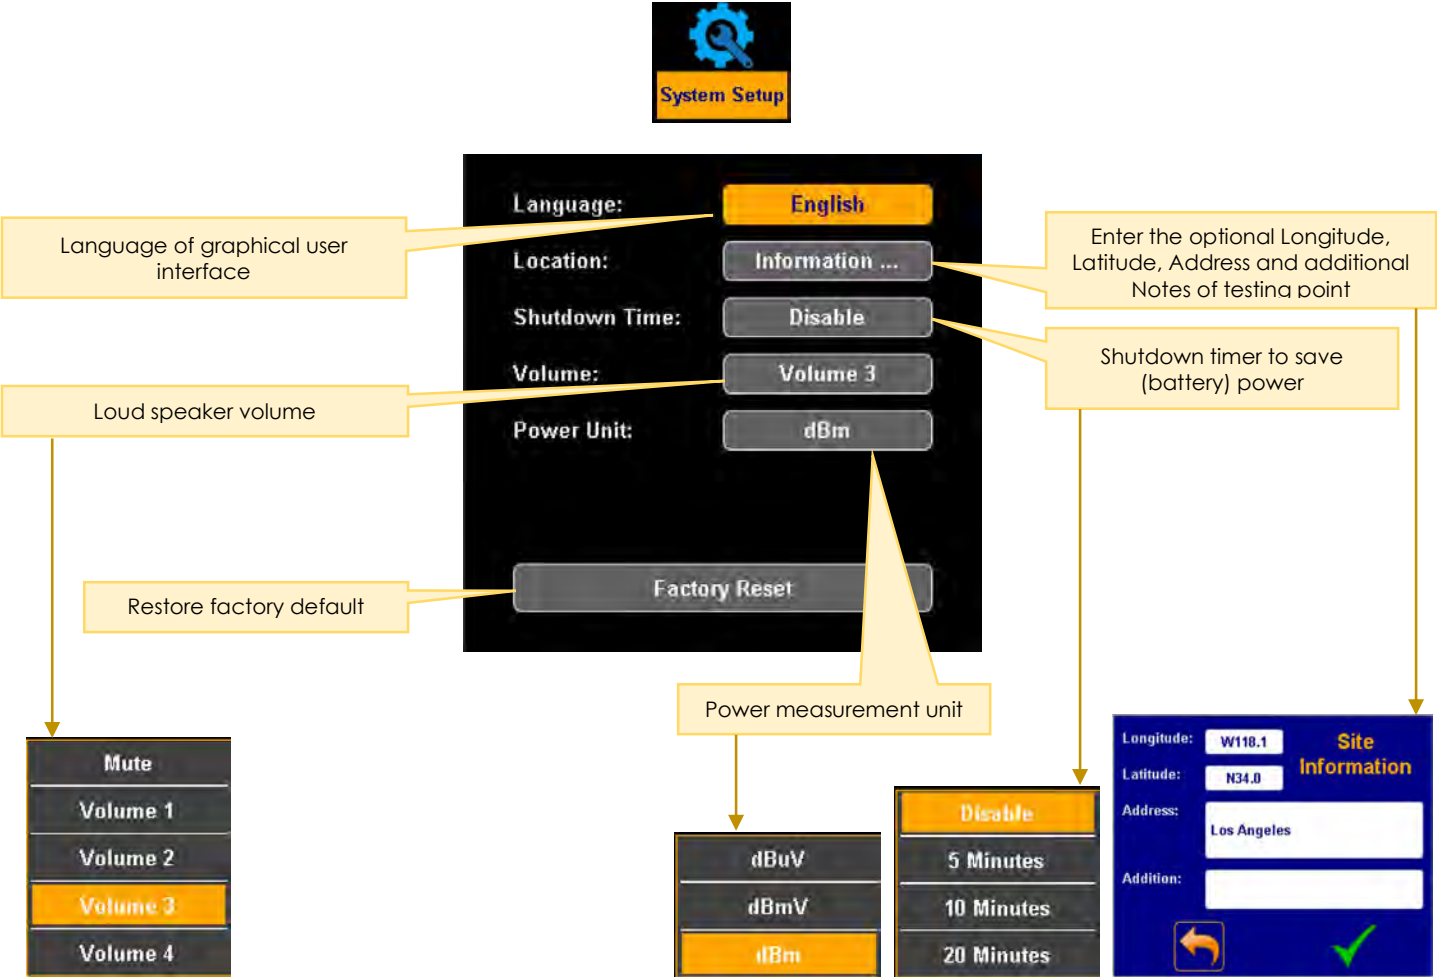 System Setup
Language:
English
Location:
Information ...
Shutdown Time:
Disable
Volume:
Volume 3
Power Unit:
dBm
Factory Reset
Language of graphical user
interface
Enter the optional Longitude,
Latitude, Address and additional
Notes of testing point
Shutdown timer to save
(battery) power
Loud speaker volume
Restore factory default
Power measurement unit
Mute
Volume 1
Volume 2
Volume 3
Volume 4
dBuV
dBmV
dBm
Disable
5 Minutes
10 Minutes
20 Minutes
Site
Information
Longitude:
W118.1
Latitude:
N34.0
Address:
Los Angeles
Addition: